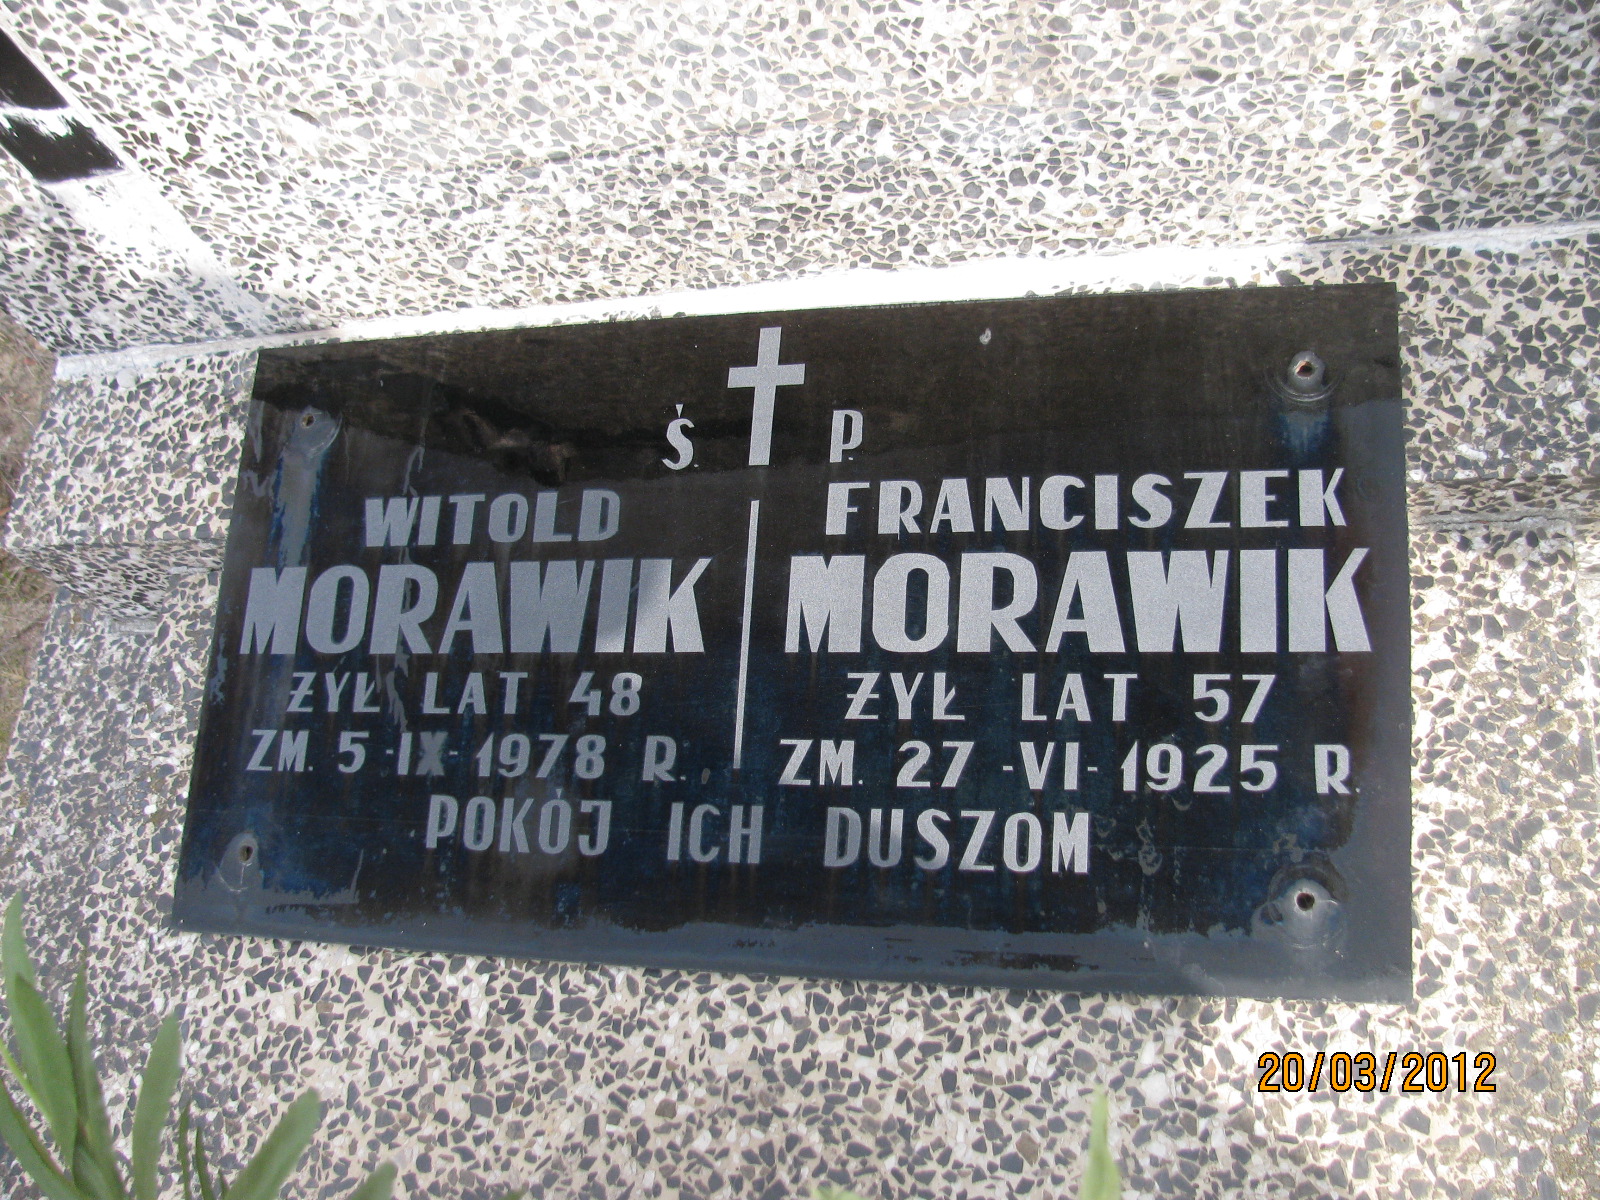 Ś. P.
WITOLD
MORAWIK
ŻYŁ LAT 48
ZM. 5 -IX- 1978 R.
FRANCISZEK
MORAWIK
ŻYŁ LAT 57
ZM. 27 -VI- 1925 R.
POKÓJ ICH DUSZOM
20/03/2012